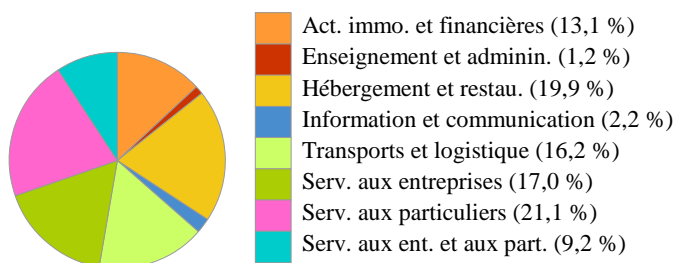 Act. immo. et financières (13,1 %)
Enseignement et adminin. (1,2 %)
Hébergement et restau. (19,9 %)
Information et communication (2,2 %)
Transports et logistique (16,2 %)
Serv. aux entreprises (17,0 %)
Serv. aux particuliers (21,1 %)
Serv. aux ent. et aux part. (9,2 %)